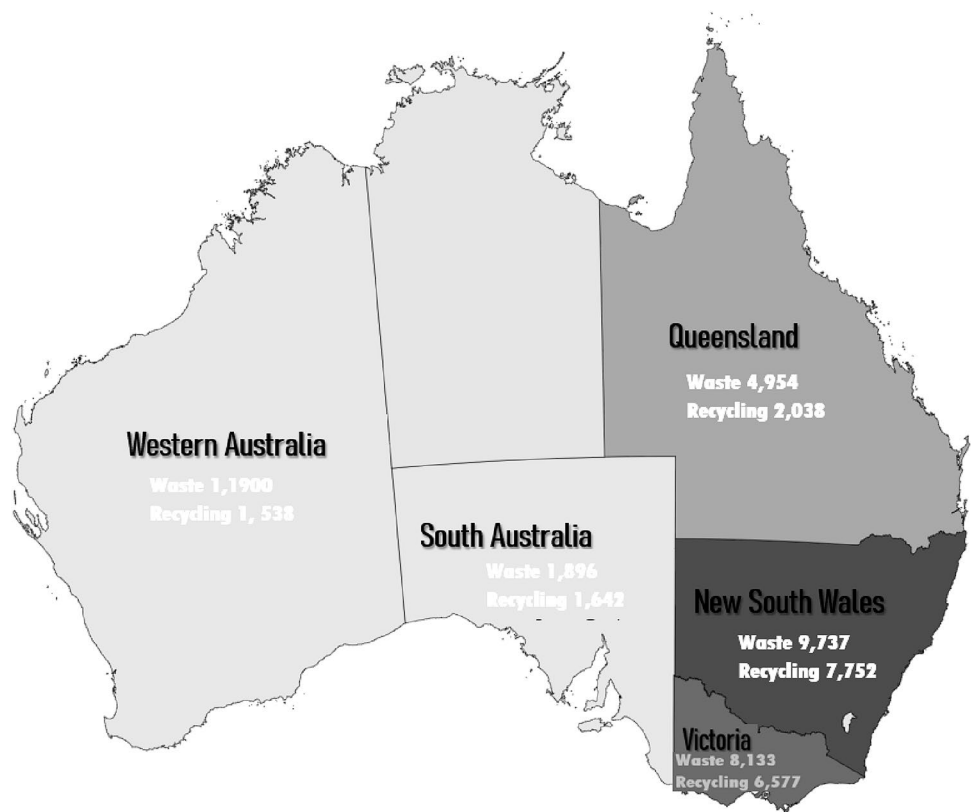 Queensland
Waste 4,954
Recycling 2,038
Western Australia
Waste 1,1900
Recycling 1, 538
South Australia
Waste 1,896
Recycling 1,642
New South Wales
Waste 9,737
Recycling 7,752
Victoria
Waste 8,133
Recycling 6,577